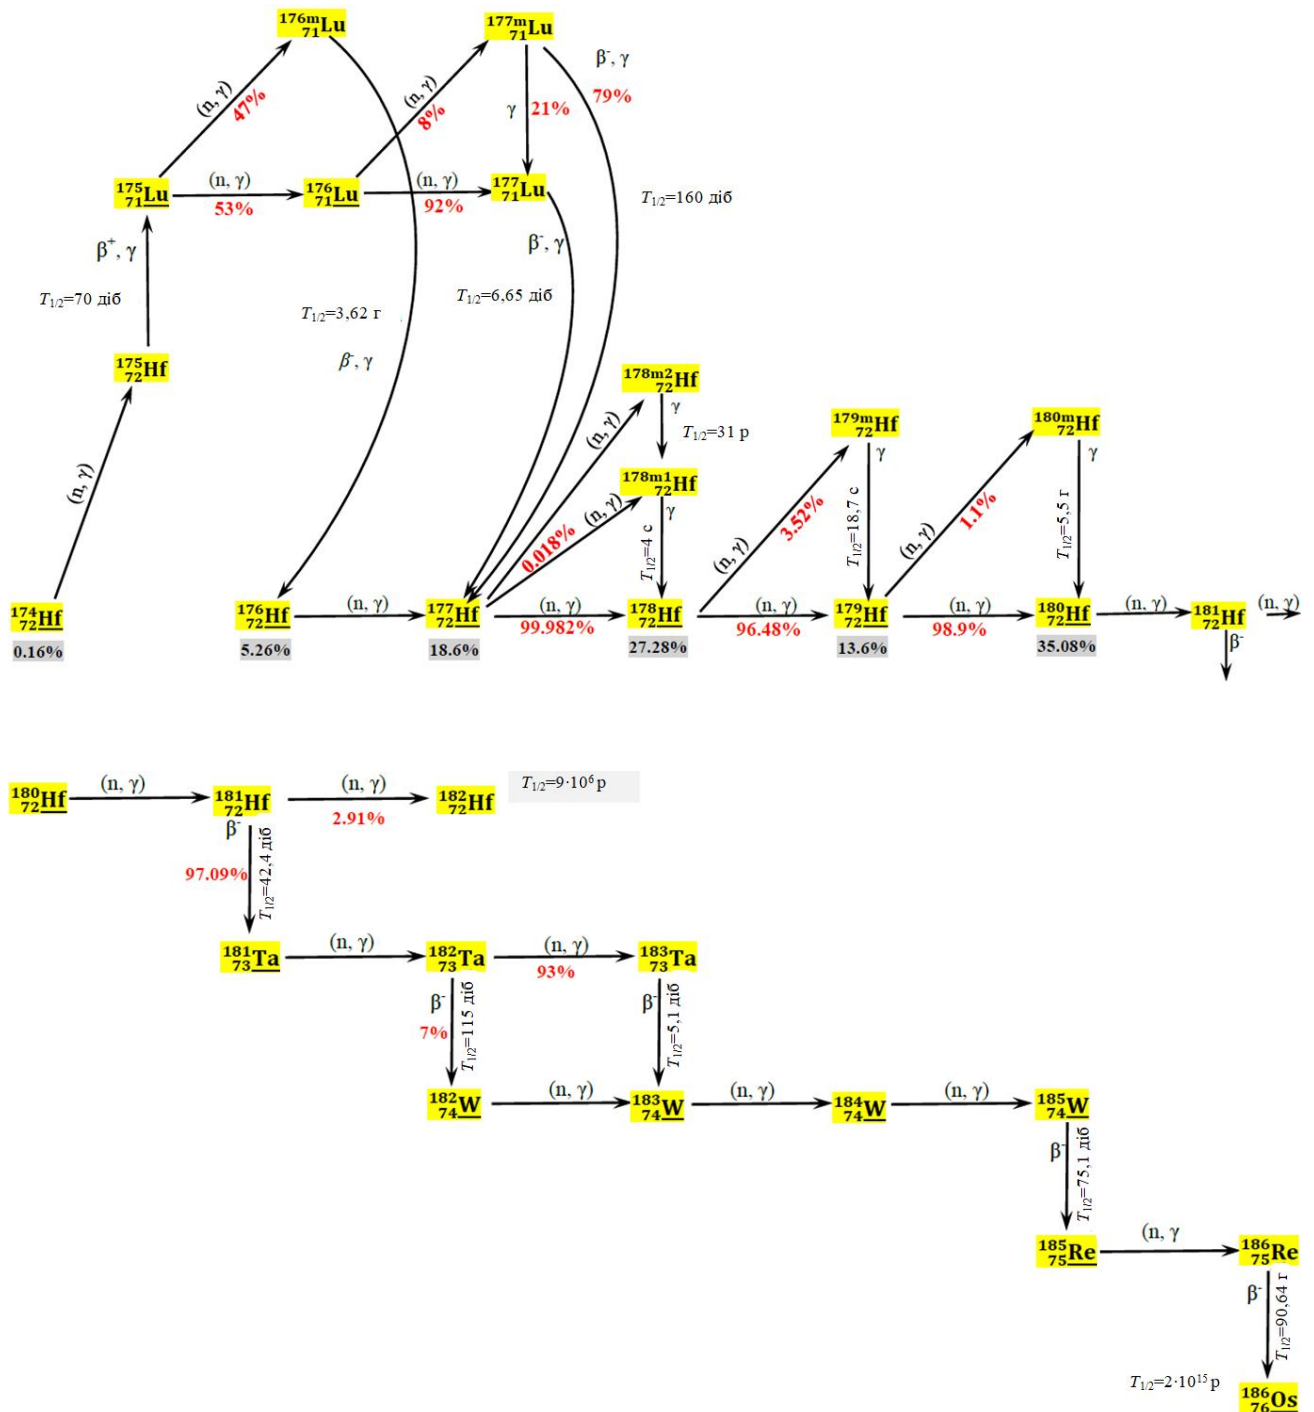 176m 71 Lu
177m 71 Lu
(n, γ)
47%
(n, γ)
8%
γ
21%
β⁻, γ
79%
175 71 Lu
(n, γ)
53%
176 71 Lu
(n, γ)
92%
177 71 Lu
T1/2=160 діб
β⁺, γ
T1/2=70 діб
T1/2=3,62 г
β⁻, γ
β⁻, γ
T1/2=6,65 діб
175 72 Hf
(n, γ)
178m2 72 Hf
γ
T1/2=31 р
(n, γ)
178m1 72 Hf
γ
T1/2=4 с
(n, γ)
0.018%
179m 72 Hf
γ
T1/2=18,7 с
(n, γ)
3.52%
180m 72 Hf
γ
T1/2=5,5 г
(n, γ)
1.1%
174 72 Hf
0.16%
176 72 Hf
5.26%
(n, γ)
177 72 Hf
18.6%
(n, γ)
99.982%
178 72 Hf
27.28%
(n, γ)
96.48%
179 72 Hf
13.6%
(n, γ)
98.9%
180 72 Hf
35.08%
(n, γ)
181 72 Hf
(n, γ)
β⁻
180 72 Hf
(n, γ)
181 72 Hf
(n, γ)
2.91%
182 72 Hf
T1/2=9·10⁶ р
β⁻
97.09%
T1/2=42,4 діб
181 73 Ta
(n, γ)
182 73 Ta
(n, γ)
93%
183 73 Ta
β⁻
7%
T1/2=115 діб
β⁻
T1/2=5,1 діб
182 74 W
(n, γ)
183 74 W
(n, γ)
184 74 W
(n, γ)
185 74 W
β⁻
T1/2=75,1 діб
185 75 Re
(n, γ
186 75 Re
β⁻
T1/2=90,64 г
T1/2=2·10¹⁵ р
186 76 Os